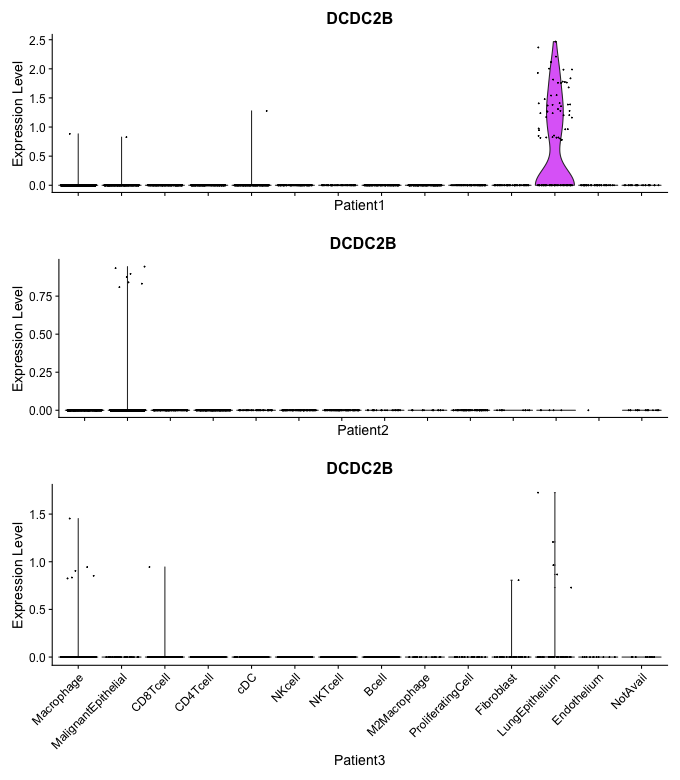 DCDC2B
Expression Level
2.5
2.0
1.5
1.0
0.5
0.0
Patient1
DCDC2B
Expression Level
0.75
0.50
0.25
0.00
Patient2
DCDC2B
Expression Level
1.5
1.0
0.5
0.0
Macrophage
MalignantEpithelial
CD8Tcell
CD4Tcell
cDC
NKcell
NKTcell
Bcell
M2Macrophage
ProliferatingCell
Fibroblast
LungEpithelium
Endothelium
NotAvail
Patient3